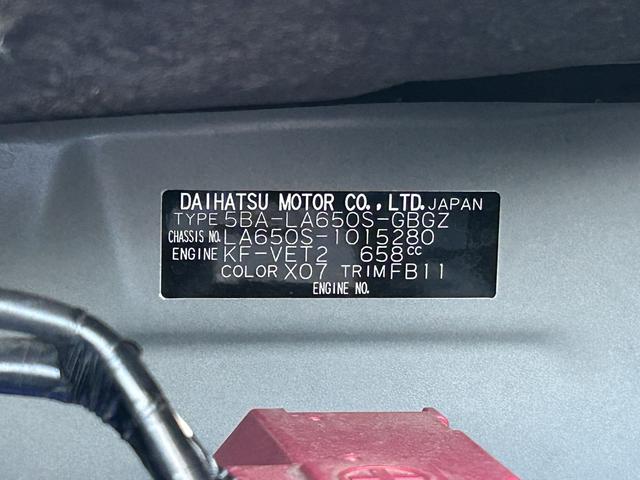 DAIHATSU MOTOR CO., LTD. JAPAN
TYPE 5BA-LA650S-GBGZ
CHASSIS NO. LA650S-1015280
ENGINE KF-VET2 658cc
COLOR X07 TRIM FB11
ENGINE NO.